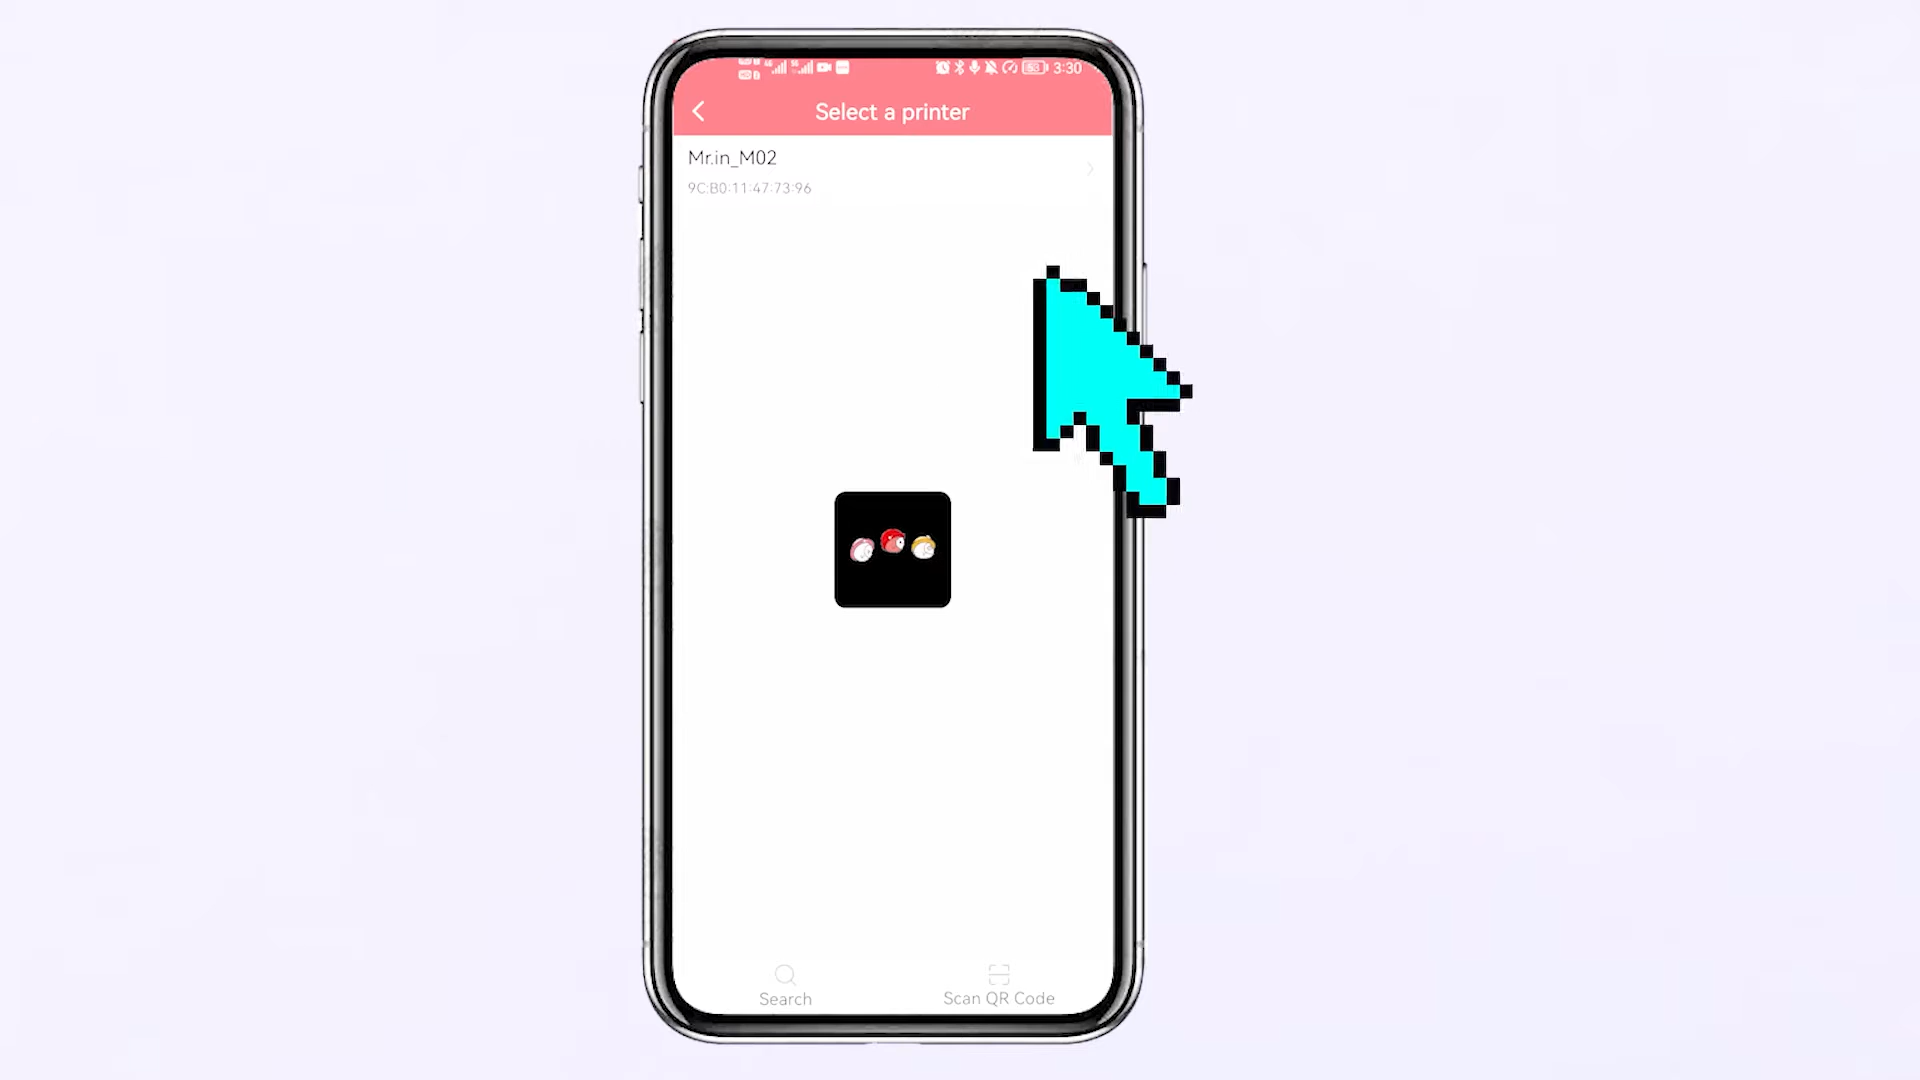 3:30
Select a printer
Mr.in_M02
9C:B0:11:47:73:96
Search
Scan QR Code